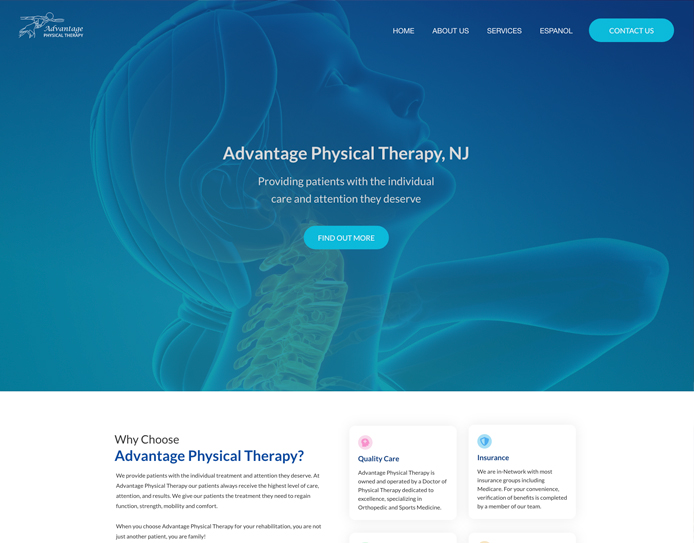 Advantage
PHYSICAL THERAPY
HOME
ABOUT US
SERVICES
ESPANOL
CONTACT US
Advantage Physical Therapy, NJ
Providing patients with the individual
care and attention they deserve
FIND OUT MORE
Why Choose
Advantage Physical Therapy?
We provide patients with the individual treatment and attention they deserve. At
Advantage Physical Therapy our patients always receive the highest level of care,
attention, and results. We give our patients the treatment they need to regain
function, strength, mobility and comfort.
When you choose Advantage Physical Therapy for your rehabilitation, you are not
just another patient, you are family!
Quality Care
Advantage Physical Therapy is
owned and operated by a Doctor of
Physical Therapy dedicated to
excellence, specializing in
Orthopedic and Sports Medicine.
Insurance
We are in-Network with most
insurance groups including
Medicare. For your convenience,
verification of benefits is completed
by a member of our team.